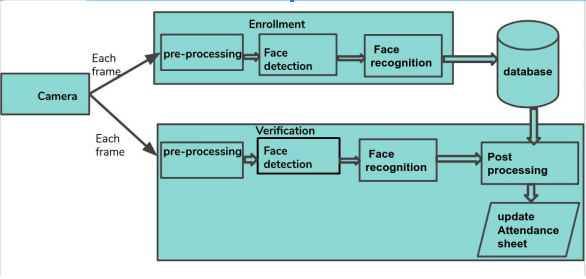 Enrollment
Each
frame
pre-processing
Face
detection
Face
recognition
database
Camera
Each
frame
Verification
pre-processing
Face
detection
Face
recognition
Post
processing
update
Attendance
sheet